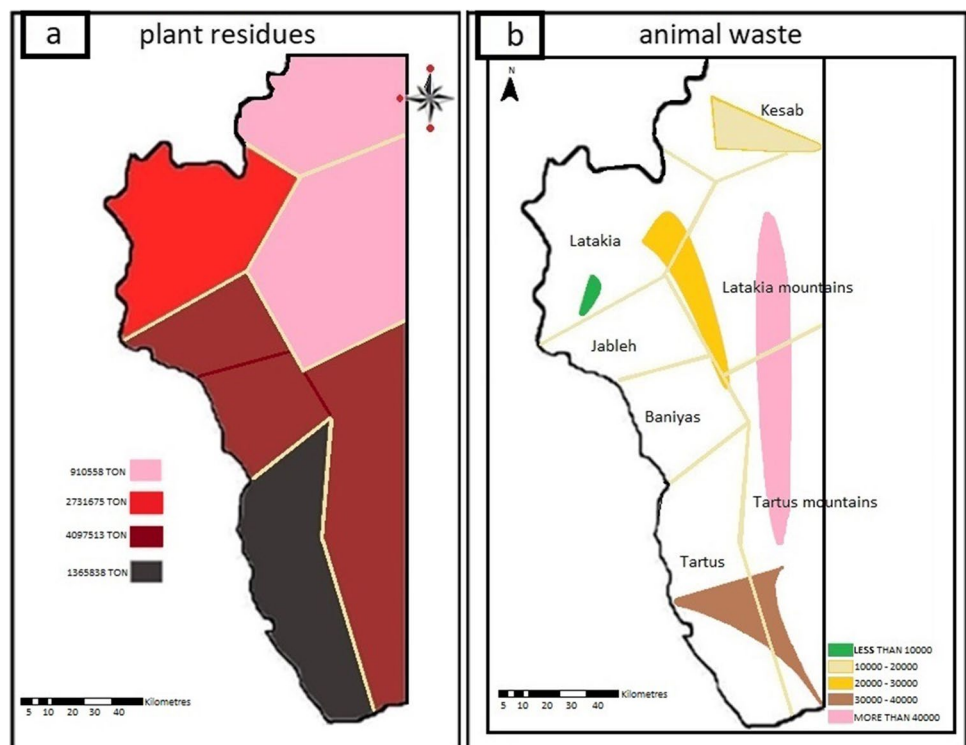 a
plant residues
910558 TON
2731675 TON
4097513 TON
1365838 TON
5 10 20 30 40 Kilometres
b
animal waste
N
Kesab
Latakia
Latakia mountains
Jableh
Baniyas
Tartus mountains
Tartus
LESS THAN 10000
10000 - 20000
20000 - 30000
30000 - 40000
MORE THAN 40000
5 10 20 30 40 Kilometres